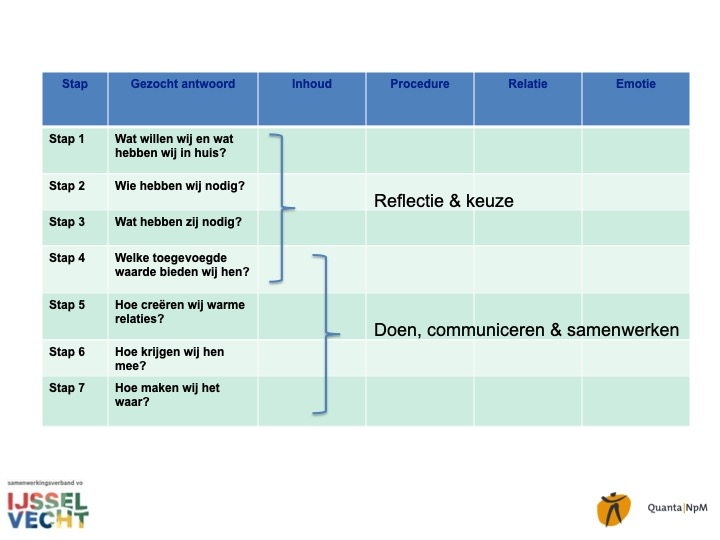 Stap Gezocht antwoord Inhoud Procedure Relatie Emotie
Stap 1 Wat willen wij en wat
hebben wij in huis?
Stap 2 Wie hebben wij nodig?
Reflectie & keuze
Stap 3 Wat hebben zij nodig?
Stap 4 Welke toegevoegde
waarde bieden wij hen?
Stap 5 Hoe creëren wij warme
relaties?
Doen, communiceren & samenwerken
Stap 6 Hoe krijgen wij hen
mee?
Stap 7 Hoe maken wij het
waar?
samenwerkingsverband vo
IJSSEL
VECHT
Quanta|NpM